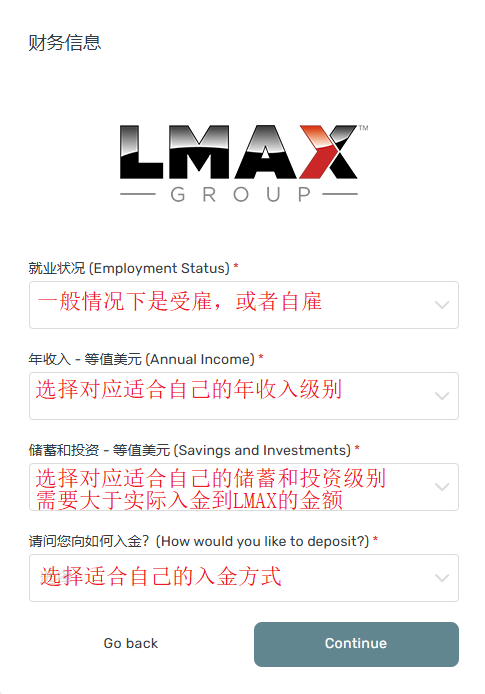 财务信息
LMAX™
GROUP
就业状况 (Employment Status) *
一般情况下是受雇，或者自雇
年收入 - 等值美元 (Annual Income) *
选择对应适合自己的年收入级别
储蓄和投资 - 等值美元 (Savings and Investments) *
选择对应适合自己的储蓄和投资级别
需要大于实际入金到LMAX的金额
请问您向如何入金？(How would you like to deposit?) *
选择适合自己的入金方式
Go back
Continue